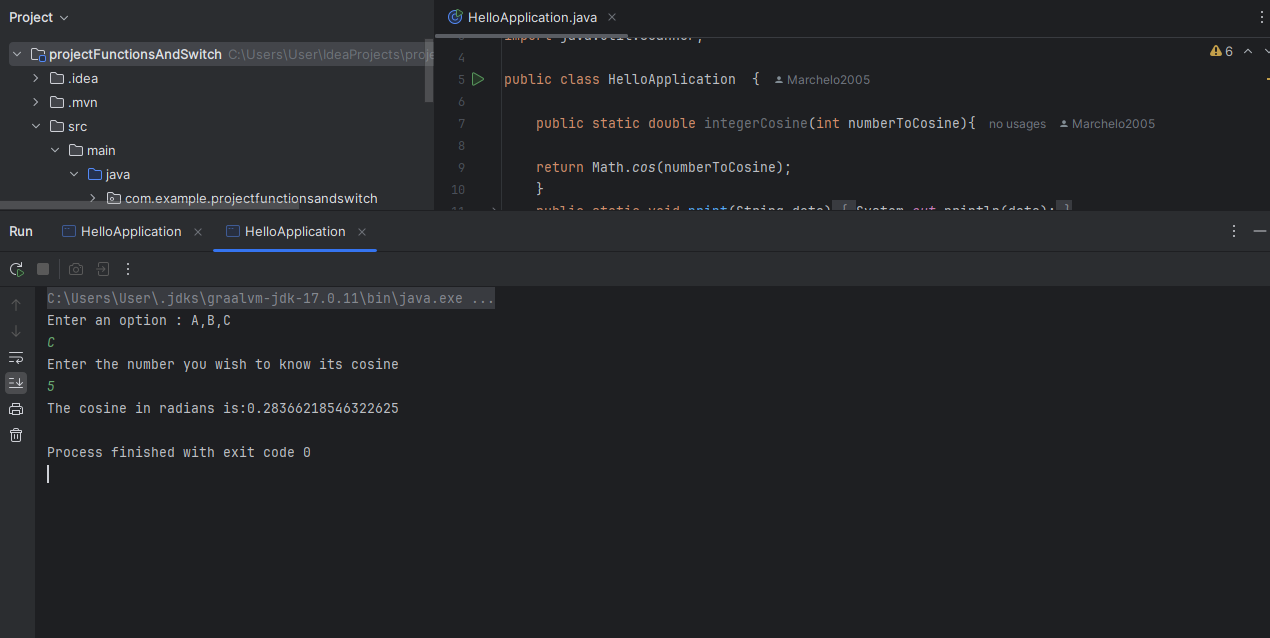 Project
HelloApplication.java
projectFunctionsAndSwitch C:\Users\User\IdeaProjects\proje
.idea
.mvn
src
main
java
com.example.projectfunctionsandswitch
import java.util.Scanner;
4
6
5 public class HelloApplication { Marchelo2005
6
7 public static double integerCosine(int numberToCosine){ no usages Marchelo2005
8
9 return Math.cos(numberToCosine);
10 }
11 public static void print(String dato) { System.out.println(dato); }
Run HelloApplication HelloApplication
C:\Users\User\.jdks\graalvm-jdk-17.0.11\bin\java.exe ...
Enter an option : A,B,C
C
Enter the number you wish to know its cosine
5
The cosine in radians is:0.28366218546322625
Process finished with exit code 0